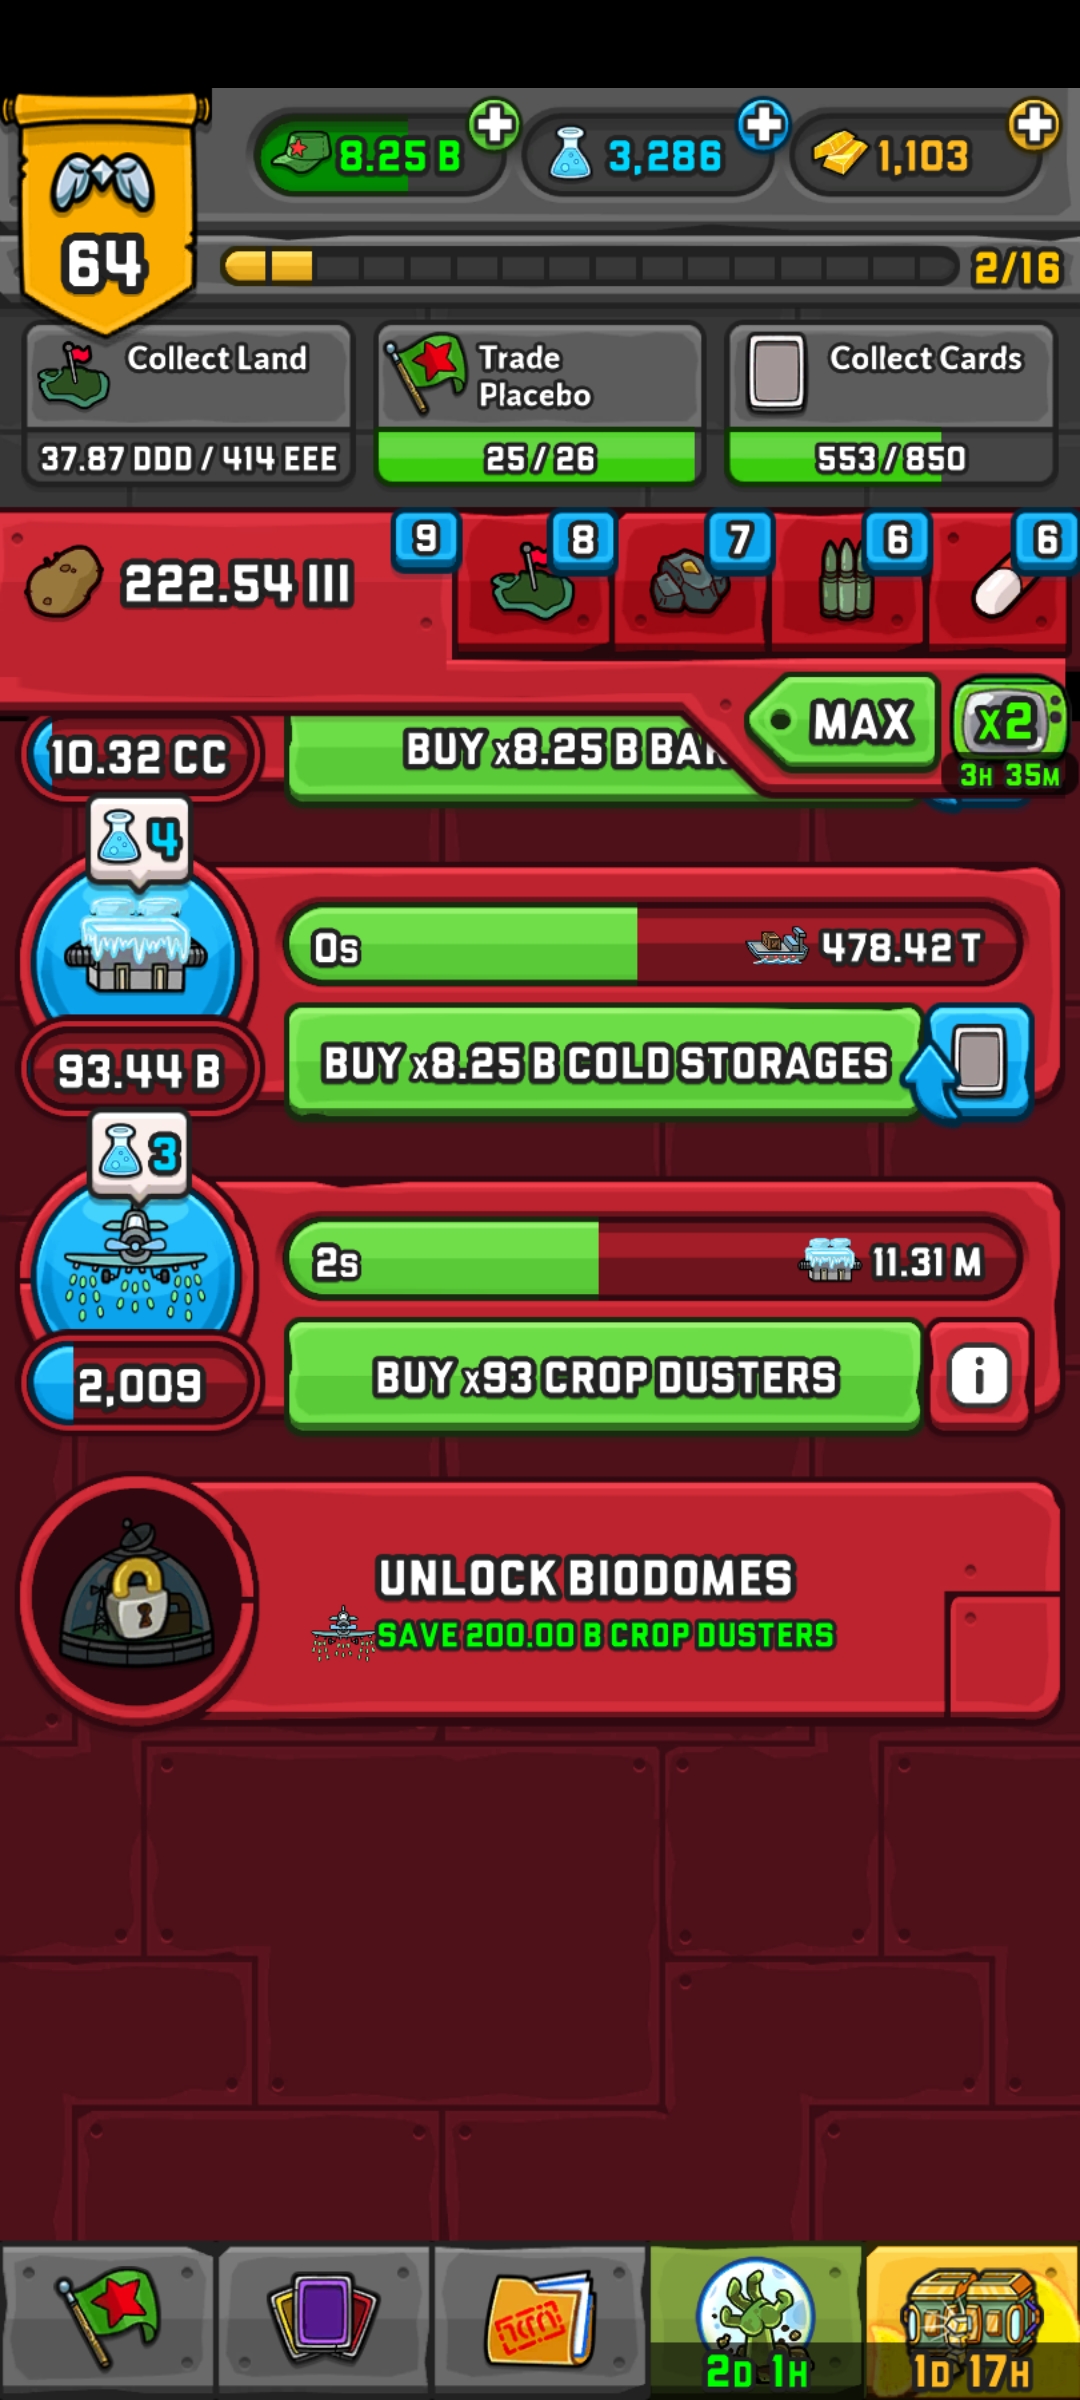 64
8.25 B
3,286
1,103
2/16
Collect Land
37.87 DDD / 414 EEE
Trade
Placebo
25 / 26
Collect Cards
553 / 850
222.54 III
9
8
7
6
6
MAX
x2
3H 35M
10.32 CC
BUY x8.25 B BAR
4
0s
478.42 T
93.44 B
BUY x8.25 B COLD STORAGES
3
2s
11.31 M
2,009
BUY x93 CROP DUSTERS
i
UNLOCK BIODOMES
SAVE 200.00 B CROP DUSTERS
2D 1H
1D 17H